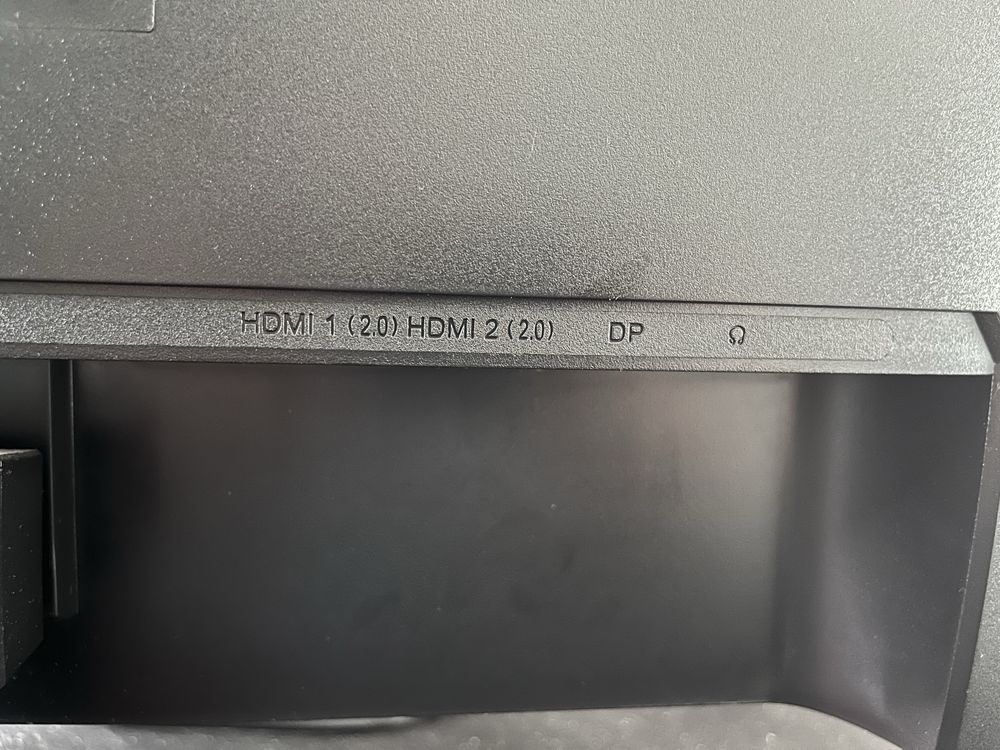 HDMI 1 (2.0) HDMI 2 (2.0) DP